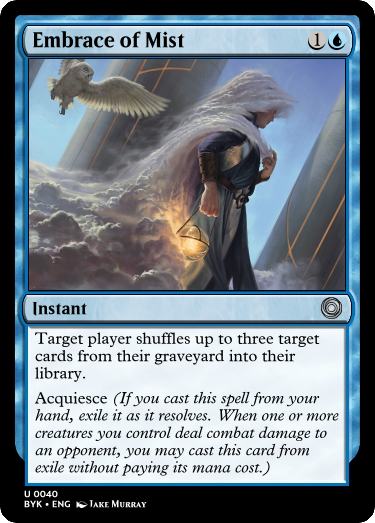 Embrace of Mist 1
Instant
Target player shuffles up to three target
cards from their graveyard into their
library.
Acquiesce (If you cast this spell from your
hand, exile it as it resolves. When one or more
creatures you control deal combat damage to
an opponent, you may cast this card from
exile without paying its mana cost.)
U 0040
BYK • ENG Jake Murray